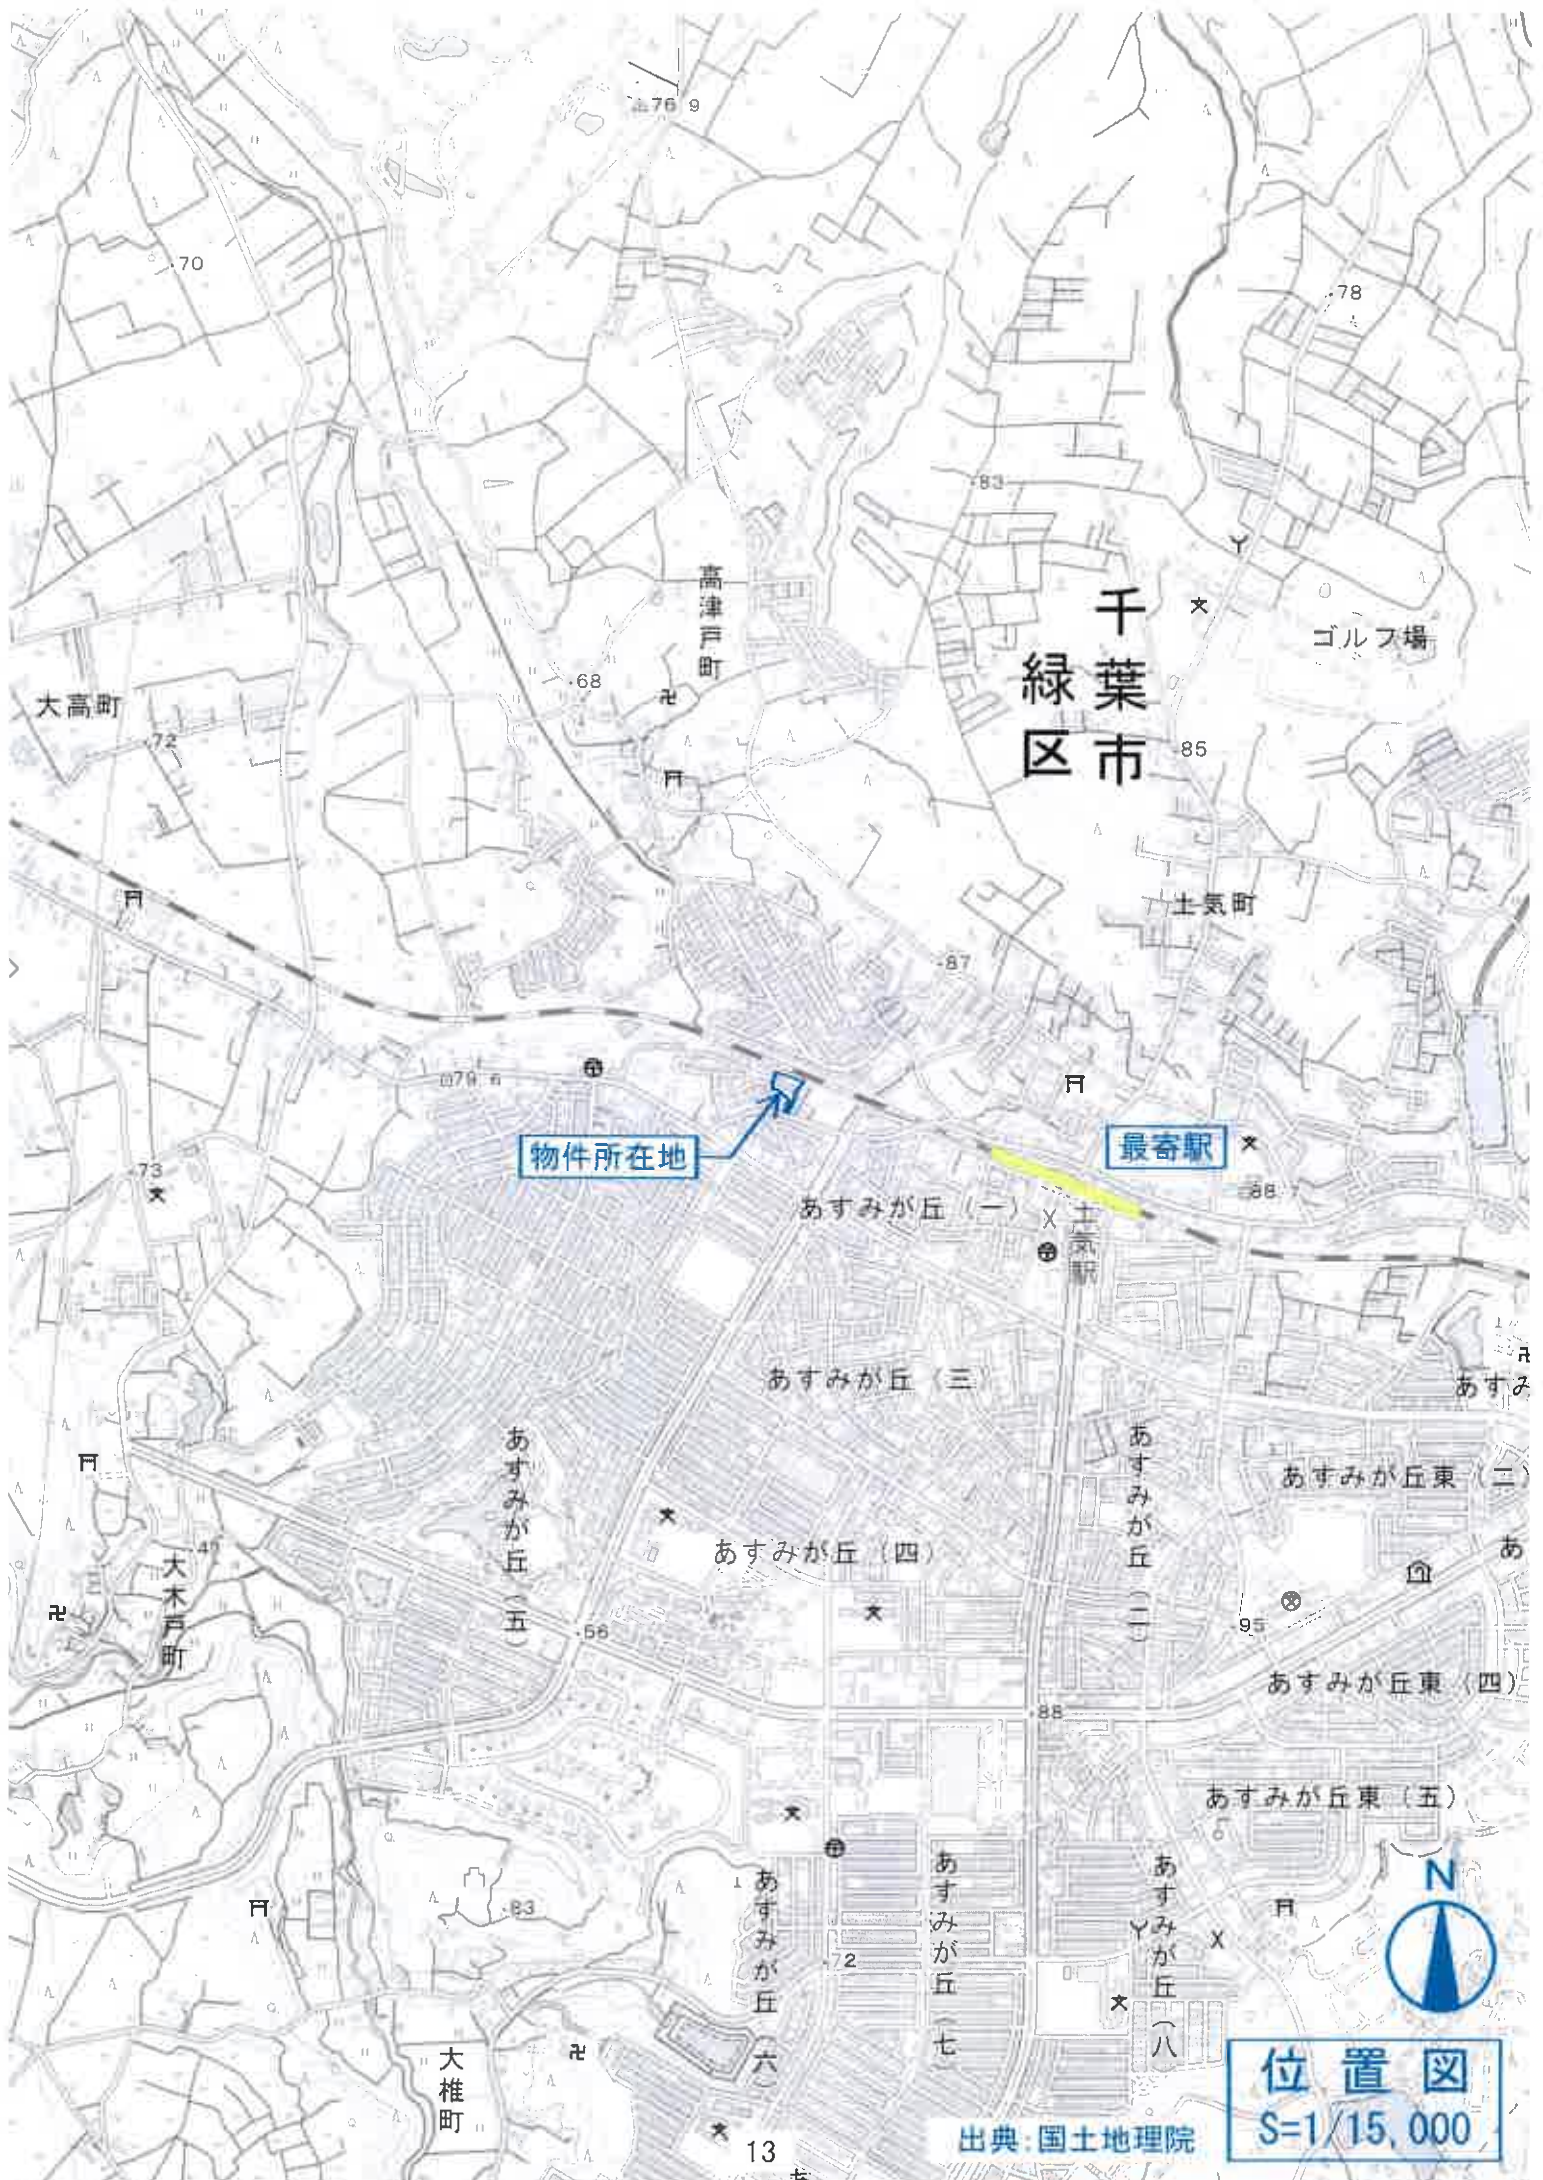 76.9
70
78
83
高津戸町
千葉市
緑区
ゴルフ場
68
大高町
72
85
土気町
87
79.6
物件所在地
最寄駅
73
88.7
あすみが丘（一）
土気駅
あすみが丘（三）
あすみ
あすみが丘（五）
あすみが丘（二）
あすみが丘東（二）
あすみが丘（四）
あ
大木戸町
56
95
あすみが丘東（四）
88
あすみが丘東（五）
83
あすみが丘（六）
あすみが丘（七）
あすみが丘（八）
72
N
大椎町
位置図
S=1/15,000
出典:国土地理院
13